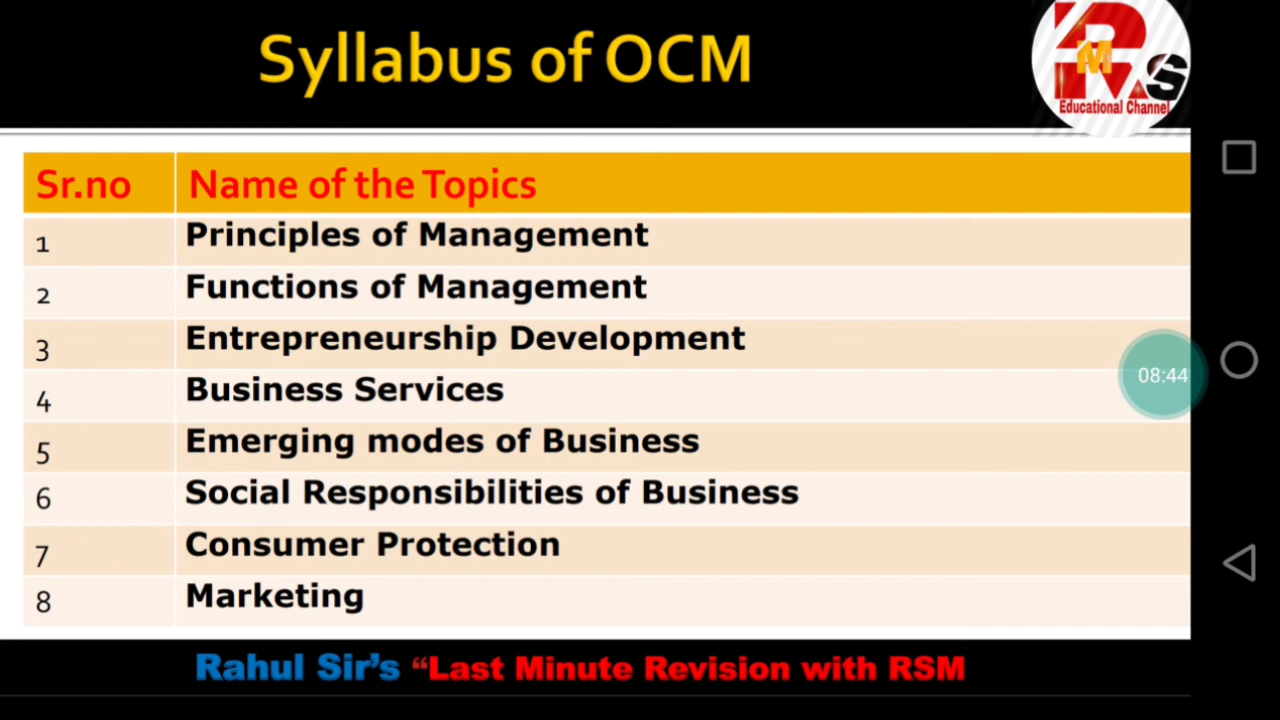 Syllabus of OCM
M
S
Educational Channel
Sr.no Name of the Topics
1 Principles of Management
2 Functions of Management
3 Entrepreneurship Development
08:44
4 Business Services
5 Emerging modes of Business
6 Social Responsibilities of Business
7 Consumer Protection
8 Marketing
Rahul Sir’s “Last Minute Revision with RSM